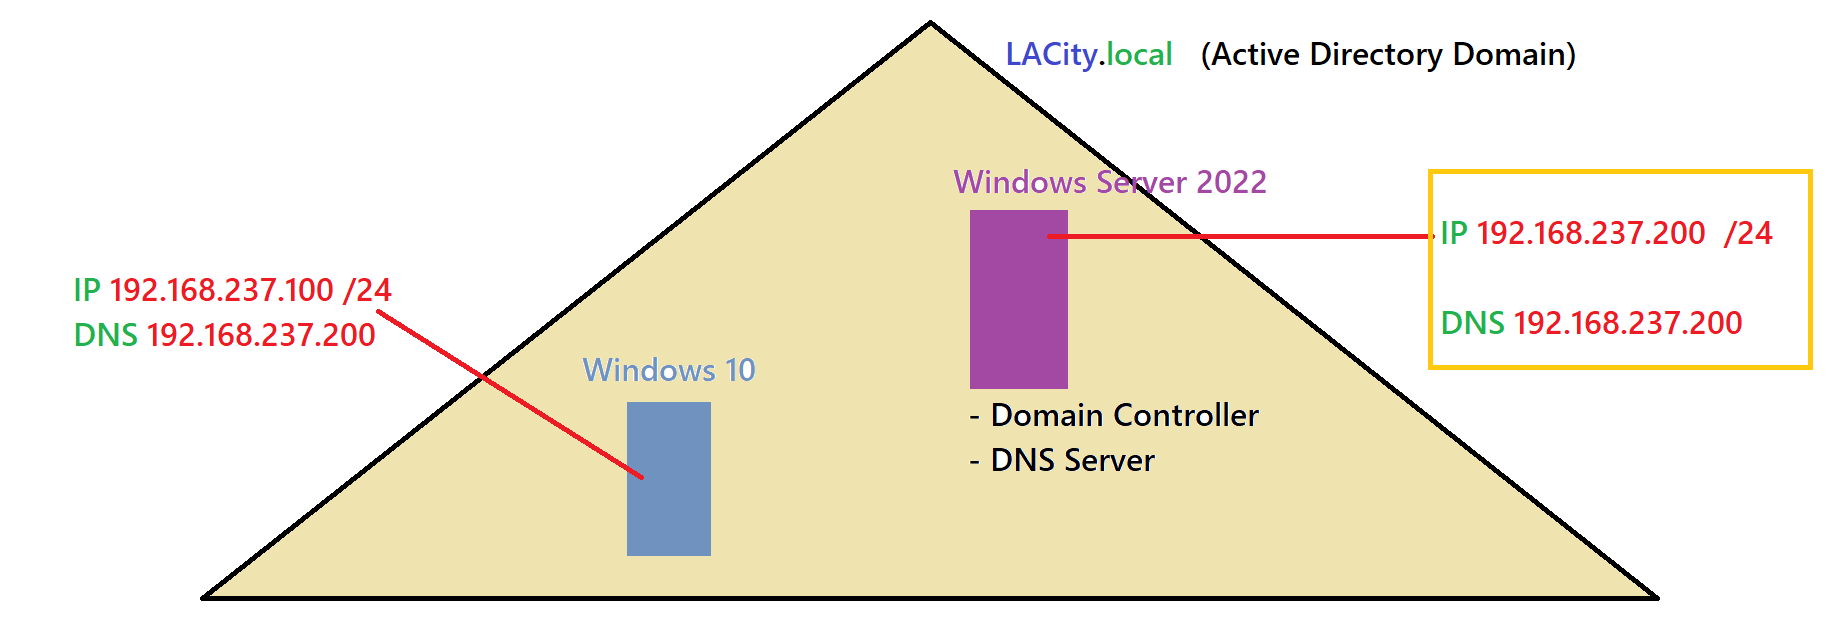 LACity.local (Active Directory Domain)
Windows Server 2022
IP 192.168.237.200 /24
DNS 192.168.237.200
IP 192.168.237.100 /24
DNS 192.168.237.200
Windows 10
- Domain Controller
- DNS Server